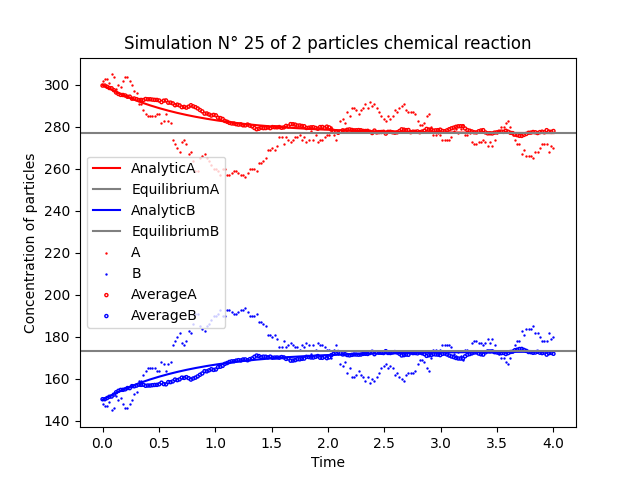 Simulation N° 25 of 2 particles chemical reaction
Concentration of particles
300
280
260
240
220
200
180
160
140
AnalyticA
EquilibriumA
AnalyticB
EquilibriumB
A
B
AverageA
AverageB
0.0 0.5 1.0 1.5 2.0 2.5 3.0 3.5 4.0
Time